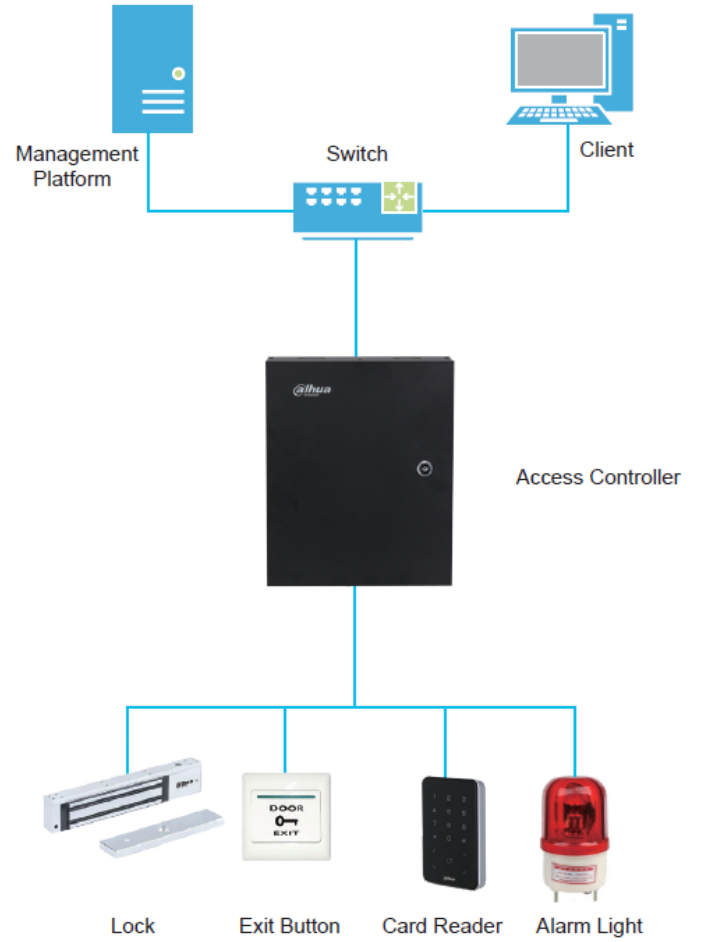 Management
Platform
Switch
Client
alhua
Access Controller
DOOR
EXIT
Lock
Exit Button
Card Reader
Alarm Light